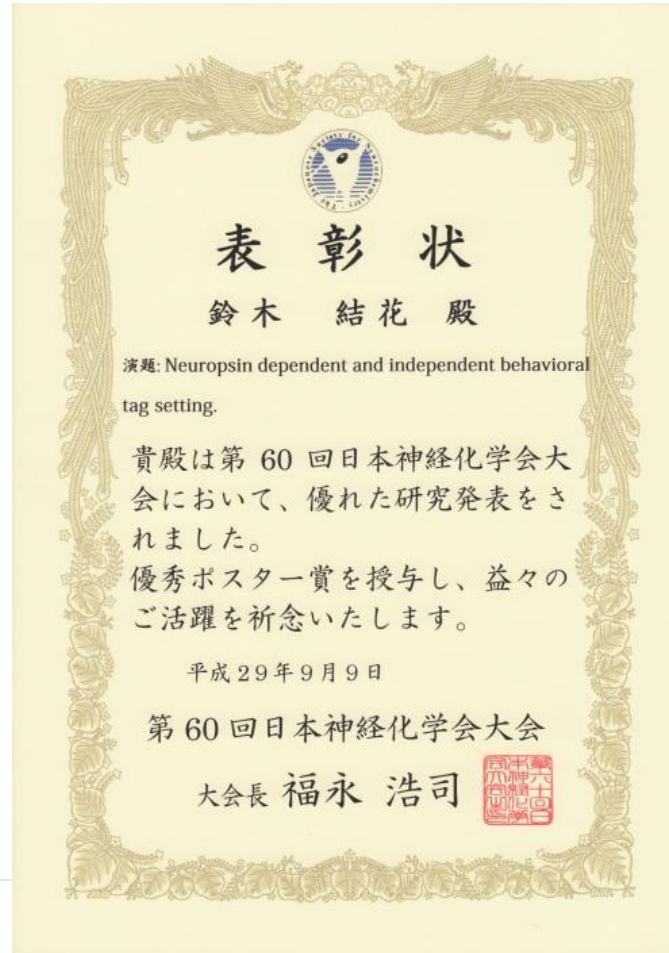 The Japanese Society for Neurochemistry
表 彰 状
鈴木 結花 殿
演題: Neuropsin dependent and independent behavioral
tag setting.
貴殿は第 60 回日本神経化学会大
会において、優れた研究発表をさ
れました。
優秀ポスター賞を授与し、益々の
ご活躍を祈念いたします。
平成29年9月9日
第 60 回日本神経化学会大会
大会長 福永 浩司